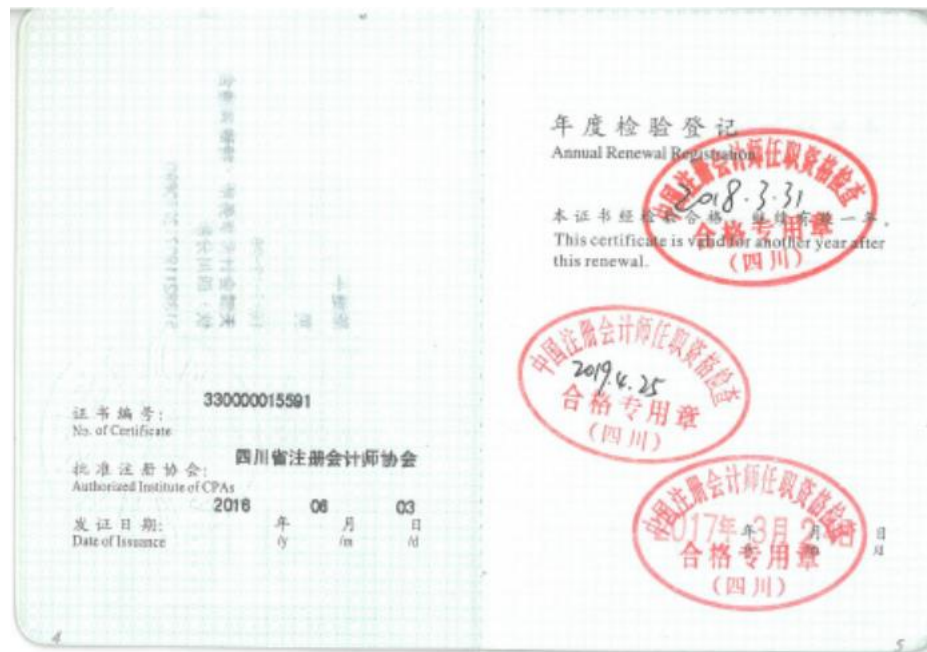 证书编号:
No. of Certificate
330000015591
批准注册协会:
Authorized Institute of CPAs
四川省注册会计师协会
发证日期:
Date of Issuance
2016 年 06 月 03 日
/y /m /d
4
年度检验登记
Annual Renewal Registration
本证书经检验合格,继续有效一年。
This certificate is valid for another year after
this renewal.
中国注册会计师任职资格检查
2018.3.31
合格专用章
(四川)
中国注册会计师任职资格检查
2019.4.25
合格专用章
(四川)
中国注册会计师任职资格检查
2017年3月
合格专用章
(四川)
年 月 日
5